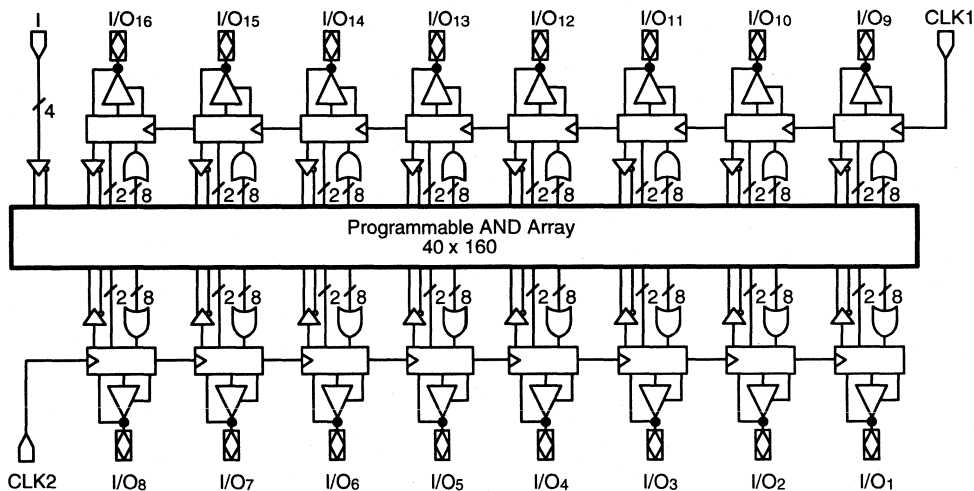 I I/O16 I/O15 I/O14 I/O13 I/O12 I/O11 I/O10 I/O9 CLK1
4
2 8 2 8 2 8 2 8 2 8 2 8 2 8 2 8
Programmable AND Array
40 x 160
2 8 2 8 2 8 2 8 2 8 2 8 2 8 2 8
CLK2 I/O8 I/O7 I/O6 I/O5 I/O4 I/O3 I/O2 I/O1